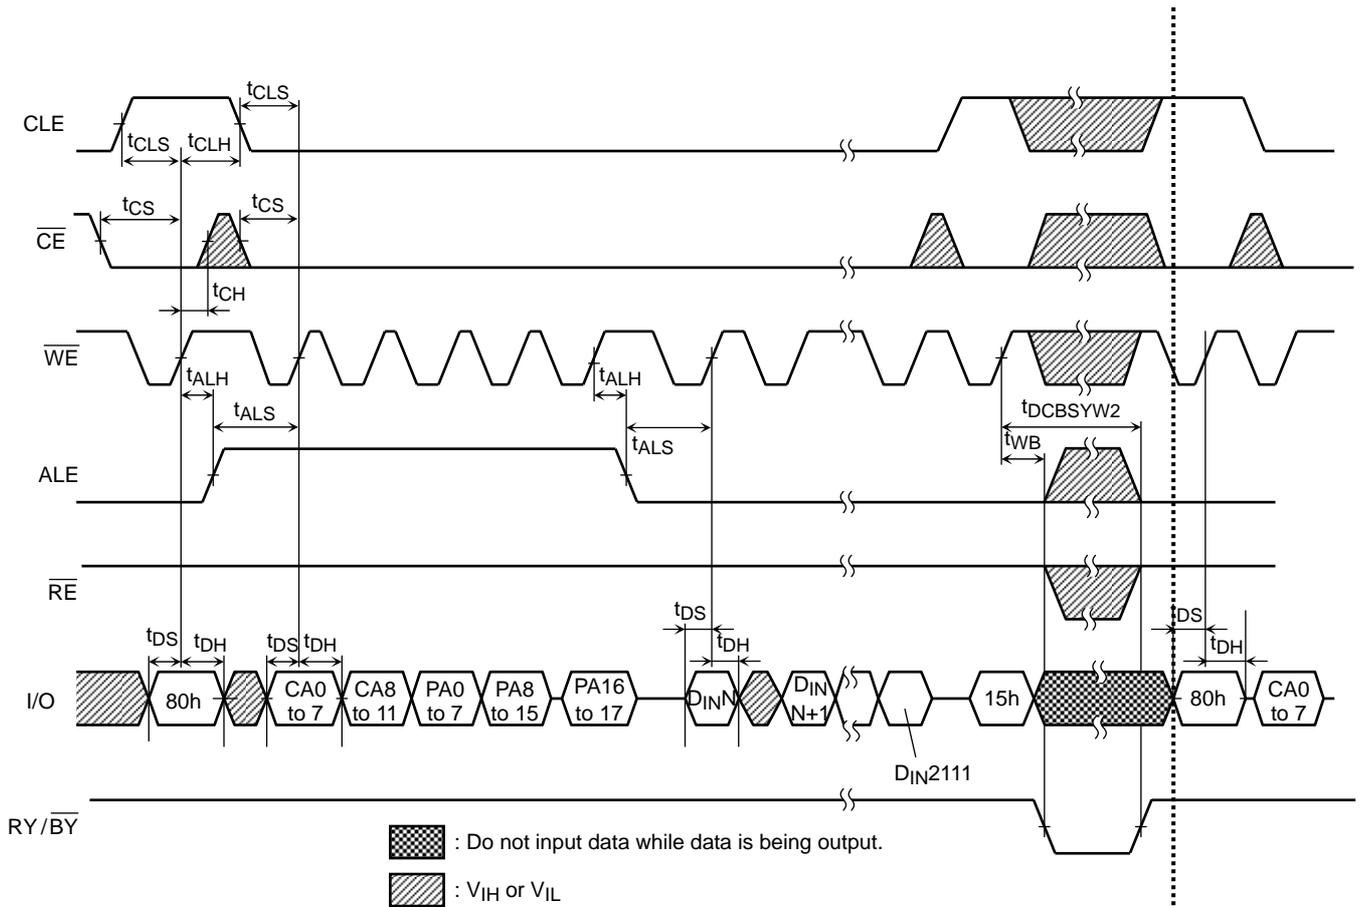 tCLS
CLE
tCLS tCLH
tCS tCS
CE
tCH
WE
tALH tALH
tALS tDCBSYW2
tALS tWB
ALE
RE
tDS tDH tDS tDH tDS tDH tDS tDH
I/O 80h CA0 to 7 CA8 to 11 PA0 to 7 PA8 to 15 PA16 to 17 DINN DIN N+1 15h 80h CA0 to 7
DIN2111
RY/BY
: Do not input data while data is being output.
: VIH or VIL